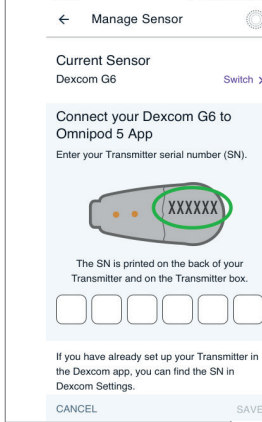 ← Manage Sensor
Current Sensor
Dexcom G6 Switch >
Connect your Dexcom G6 to
Omnipod 5 App
Enter your Transmitter serial number (SN).
XXXXXX
The SN is printed on the back of your
Transmitter and on the Transmitter box.
If you have already set up your Transmitter in
the Dexcom app, you can find the SN in
Dexcom Settings.
CANCEL SAVE